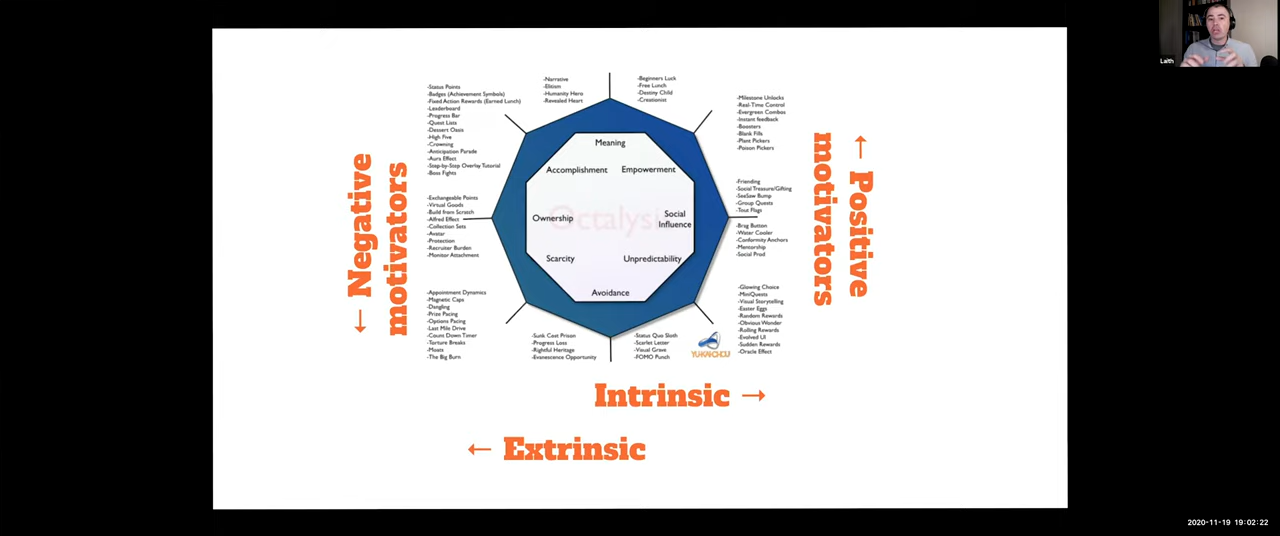 Laith
-Narrative
-Elitism
-Humanity Hero
-Revealed Heart
-Beginners Luck
-Free Lunch
-Destiny Child
-Creationist
-Status Points
-Badges (Achievement Symbols)
-Fixed Action Rewards (Earned Lunch)
-Leaderboard
-Progress Bar
-Quest Lists
-Dessert Oasis
-High Five
-Crowning
-Anticipation Parade
-Aura Effect
-Step-by-Step Overlay Tutorial
-Boss Fights
-Milestone Unlocks
-Real-Time Control
-Evergreen Combos
-Instant feedback
-Boosters
-Blank Fills
-Plant Pickers
-Poison Pickers
Meaning
Accomplishment
Empowerment
Ownership
Octalysis
Social
Influence
Scarcity
Unpredictability
Avoidance
← Negative
motivators
← Positive
motivators
-Exchangeable Points
-Virtual Goods
-Build from Scratch
-Alfred Effect
-Collection Sets
-Avatar
-Protection
-Recruiter Burden
-Monitor Attachment
-Friending
-Social Treasure/Gifting
-SeeSaw Bump
-Group Quests
-Tout Flags
-Brag Button
-Water Cooler
-Conformity Anchors
-Mentorship
-Social Prod
-Appointment Dynamics
-Magnetic Caps
-Dangling
-Prize Pacing
-Options Pacing
-Last Mile Drive
-Count Down Timer
-Torture Breaks
-Moats
-The Big Burn
-Glowing Choice
-MiniQuests
-Visual Storytelling
-Easter Eggs
-Random Rewards
-Obvious Wonder
-Rolling Rewards
-Evolved UI
-Sudden Rewards
-Oracle Effect
-Sunk Cost Prison
-Progress Loss
-Rightful Heritage
-Evanescence Opportunity
-Status Quo Sloth
-Scarlet Letter
-Visual Grave
-FOMO Punch
YUKAICHOU
Intrinsic →
← Extrinsic
2020-11-19 19:02:22